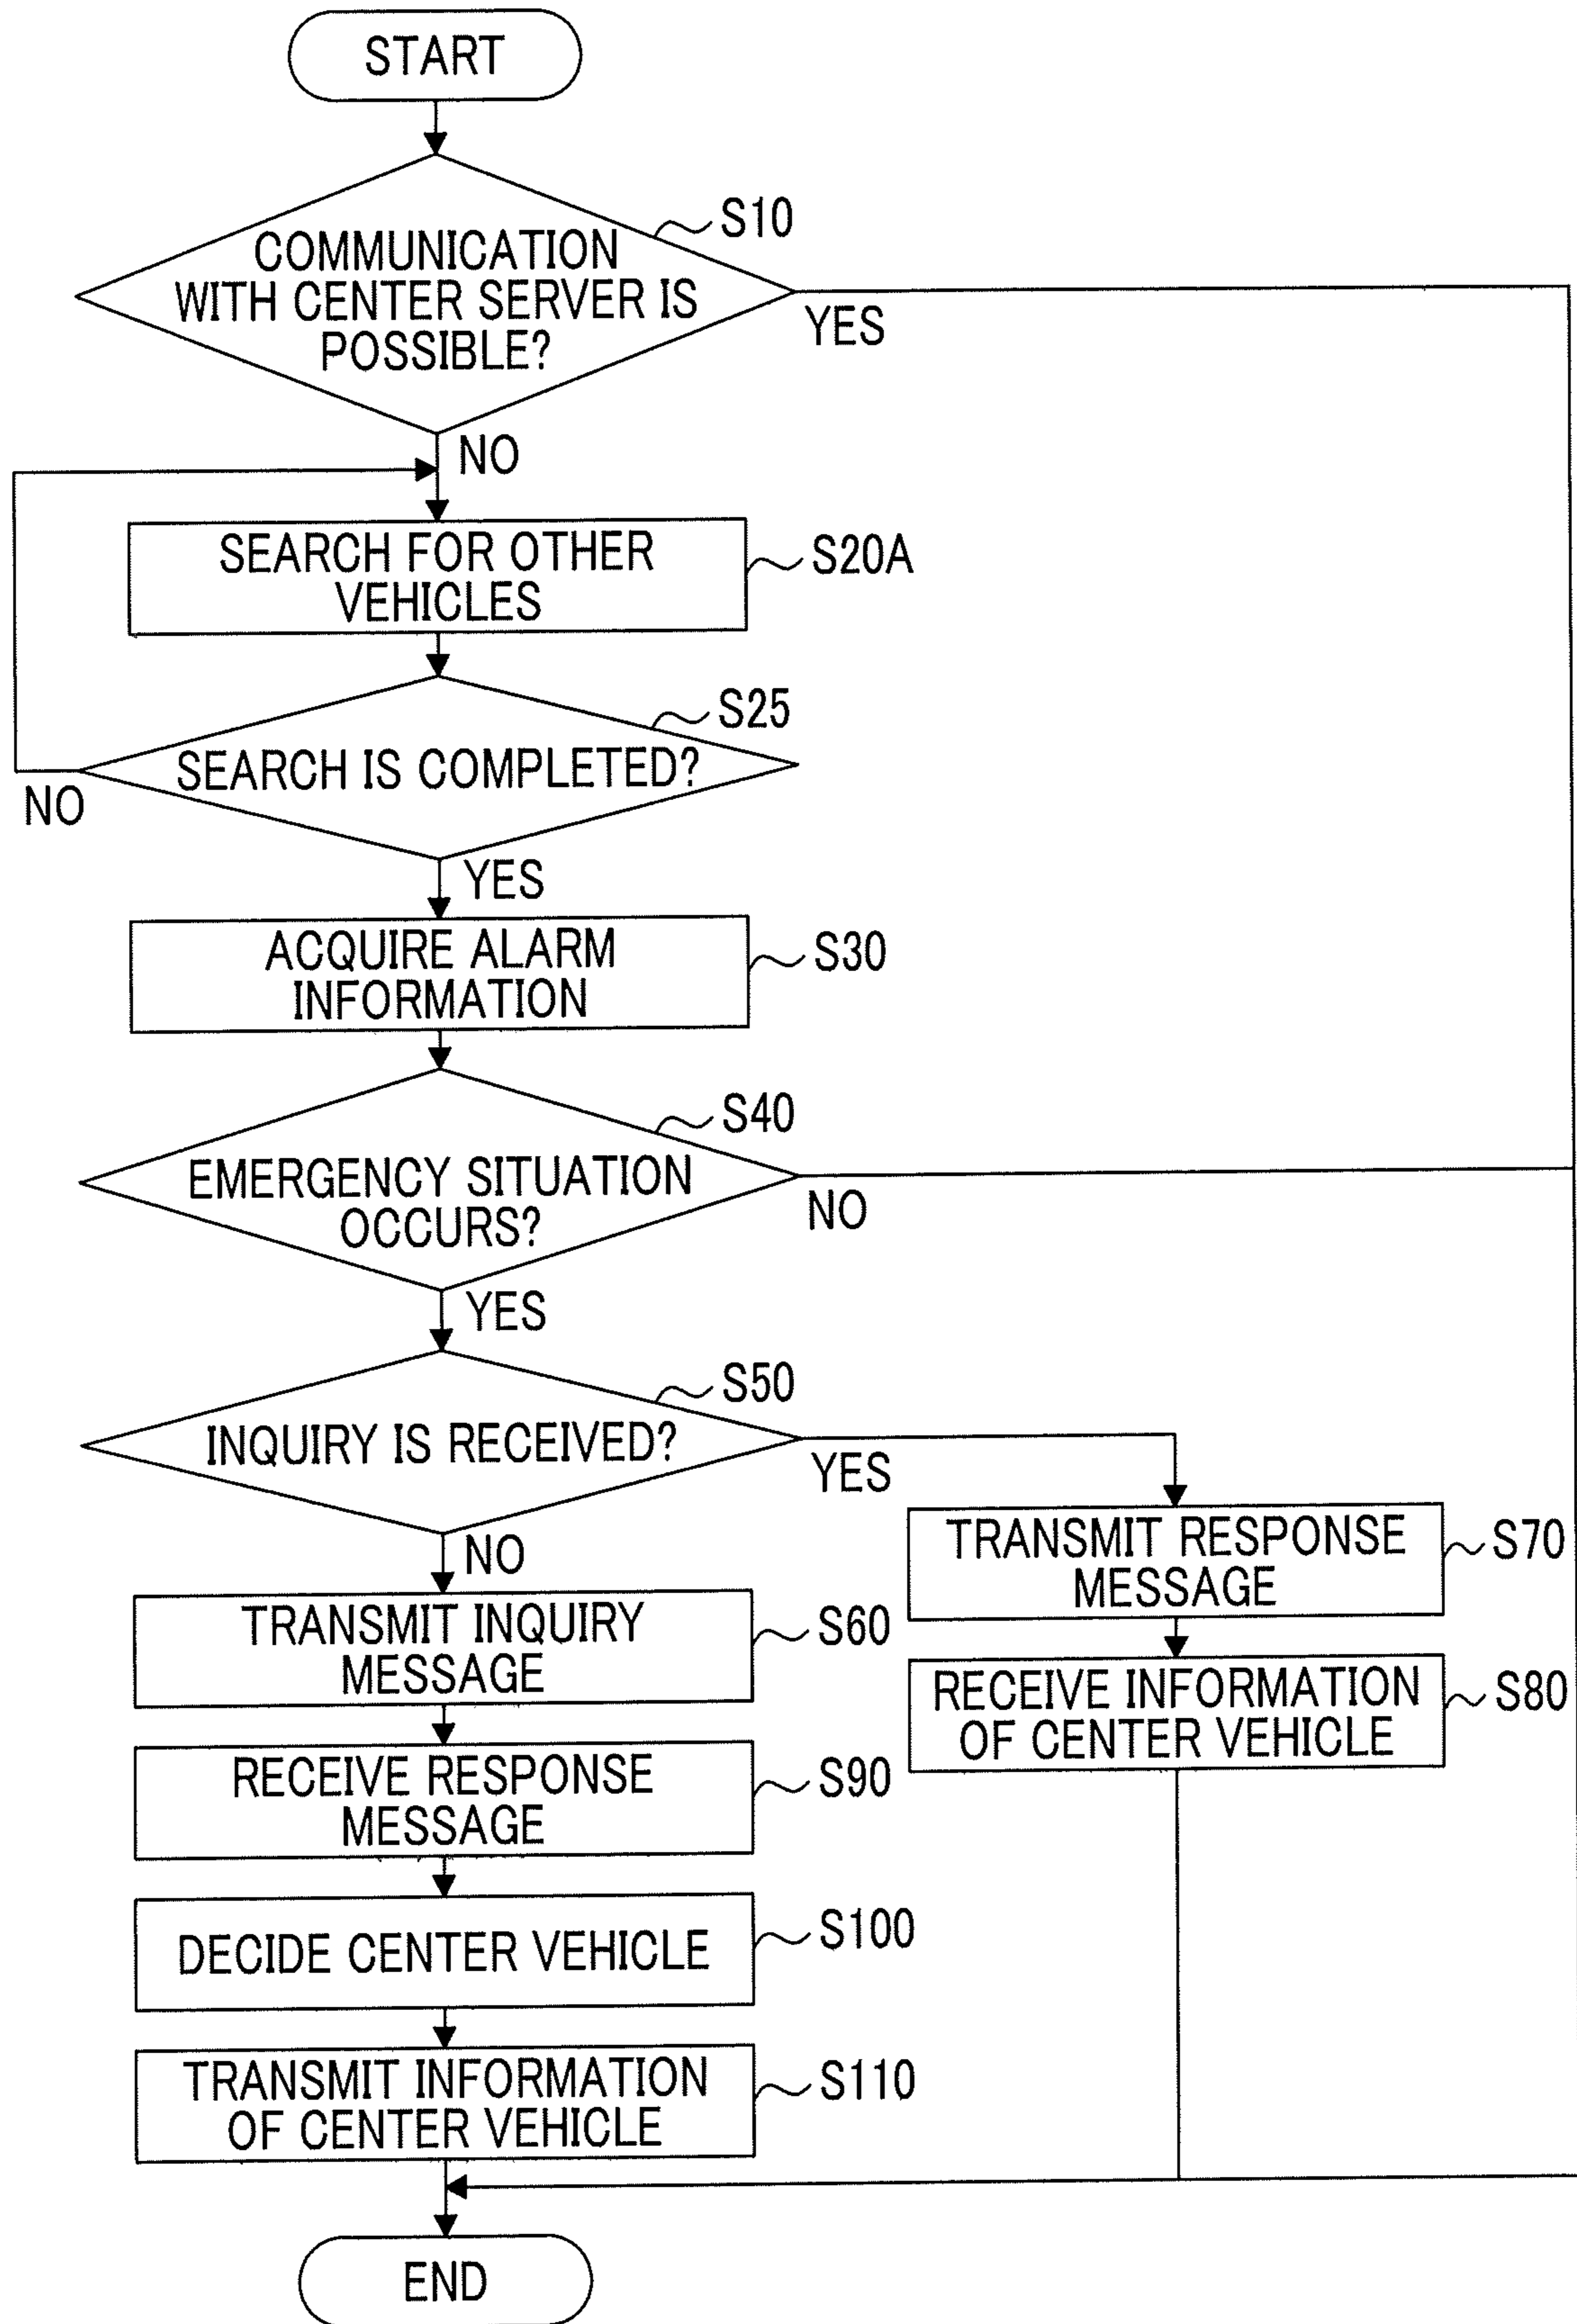 START
S10
COMMUNICATION
WITH CENTER SERVER IS
POSSIBLE?
YES
NO
SEARCH FOR OTHER
VEHICLES
S20A
S25
SEARCH IS COMPLETED?
NO
YES
ACQUIRE ALARM
INFORMATION
S30
S40
EMERGENCY SITUATION
OCCURS?
NO
YES
S50
INQUIRY IS RECEIVED?
YES
NO
TRANSMIT RESPONSE
MESSAGE
S70
TRANSMIT INQUIRY
MESSAGE
S60
RECEIVE INFORMATION
OF CENTER VEHICLE
S80
RECEIVE RESPONSE
MESSAGE
S90
DECIDE CENTER VEHICLE
S100
TRANSMIT INFORMATION
OF CENTER VEHICLE
S110
END